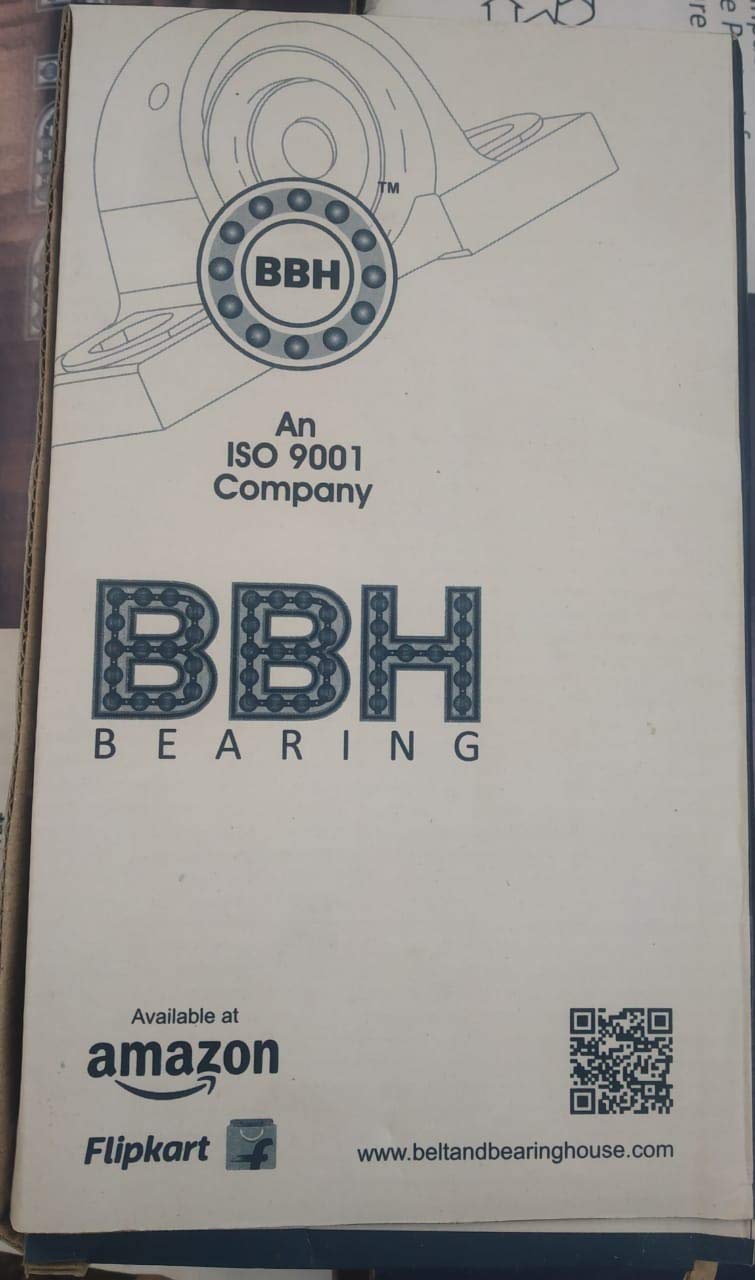 TM
BBH
An
ISO 9001
Company
BBH
BEARING
Available at
amazon
Flipkart
www.beltandbearinghouse.com